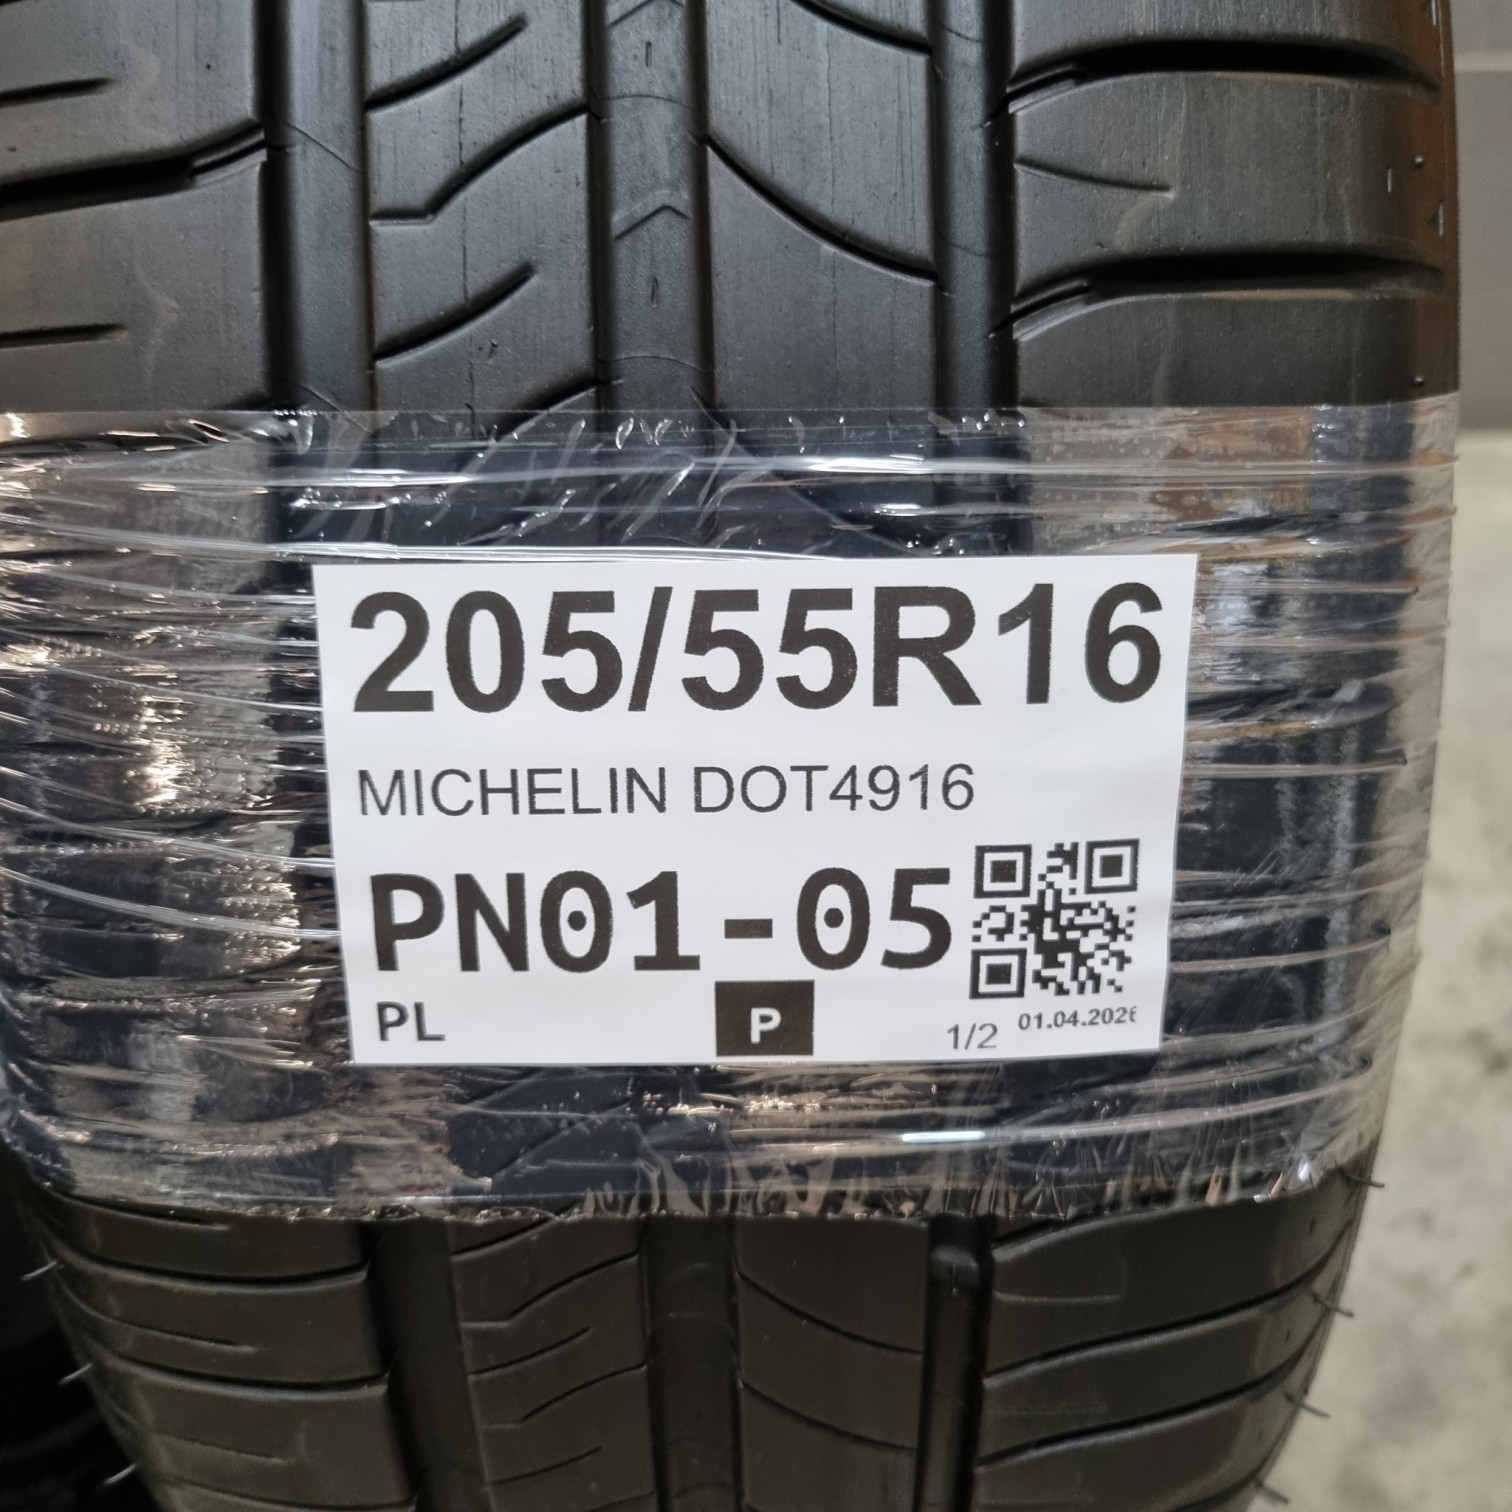 205/55R16
MICHELIN DOT4916
PN01-05
PL
P
1/2
01.04.2026